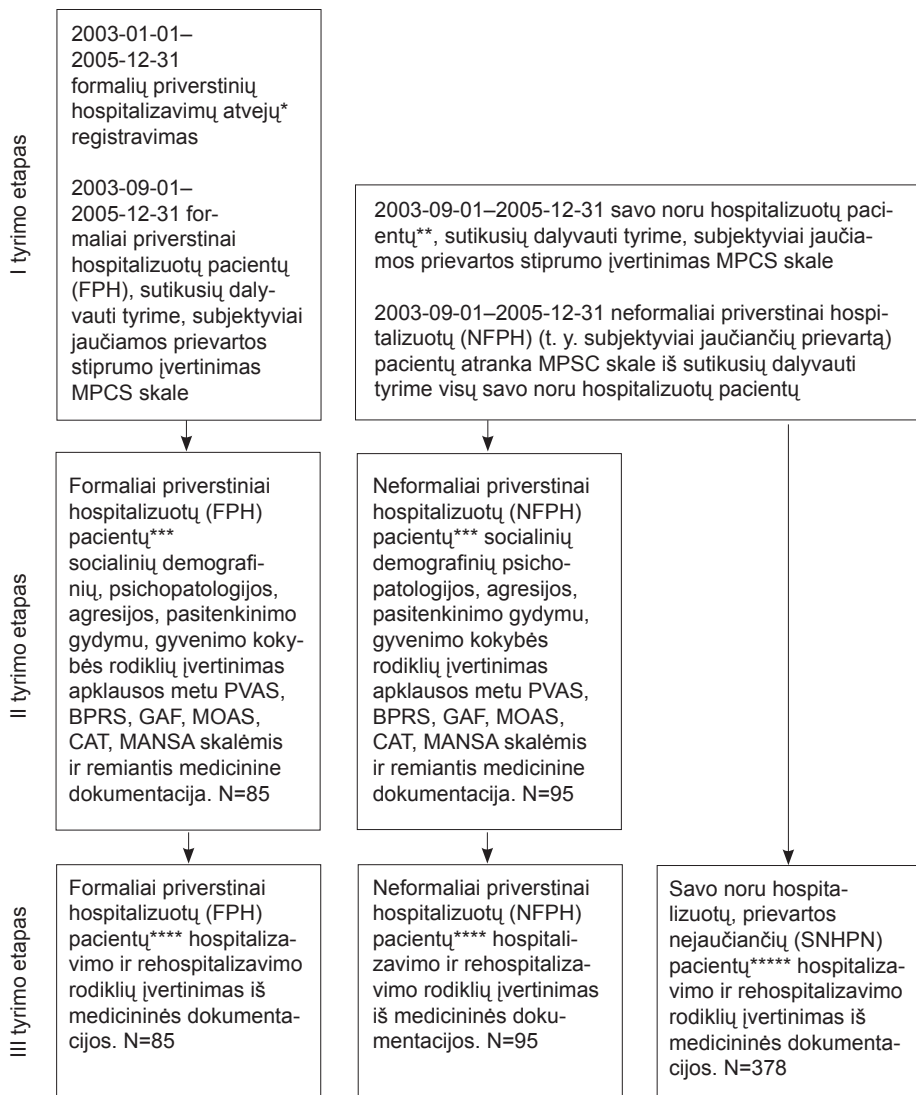 I tyrimo etapas
2003-01-01–
2005-12-31
formalių priverstinių
hospitalizavimų atvejų*
registravimas
2003-09-01–
2005-12-31 for-
maliai priverstinai
hospitalizuotų pacientų
(FPH), sutikusių daly-
vauti tyrime, subjektyviai
jaučiamos prievartos
stiprumo įvertinimas
MPCS skale
2003-09-01–2005-12-31 savo noru hospitalizuotų paci-
entų**, sutikusių dalyvauti tyrime, subjektyviai jaučia-
mos prievartos stiprumo įvertinimas MPCS skale
2003-09-01–2005-12-31 neformaliai priverstinai hospi-
talizuotų (NFPH) (t. y. subjektyviai jaučiančių prievartą)
pacientų atranka MPSC skale iš sutikusių dalyvauti
tyrime visų savo noru hospitalizuotų pacientų
II tyrimo etapas
Formaliai priverstiniai
hospitalizuotų (FPH)
pacientų***
socialinių demografi-
nių, psichopatologijos,
agresijos, pasitenkinimo
gydymu, gyvenimo koky-
bės rodiklių įvertinimas
apklausos metu PVAS,
BPRS, GAF, MOAS,
CAT, MANSA skalėmis
ir remiantis medicinine
dokumentacija. N=85
Neformaliai priverstinai
hospitalizuotų (NFPH)
pacientų*** socialinių
demografinių psicho-
patologijos, agresijos,
pasitenkinimo
gydymu, gyvenimo kokybės
rodiklių įvertinimas
apklausos metu PVAS,
BPRS, GAF, MOAS,
CAT, MANSA skalėmis
ir remiantis medicinine
dokumentacija. N=95
III tyrimo etapas
Formaliai priverstinai
hospitalizuotų (FPH)
pacientų**** hospitaliza-
vimo ir rehospitalizavimo
rodiklių įvertinimas iš
medicininės dokumenta-
cijos. N=85
Neformaliai priverstinai
hospitalizuotų (NFPH)
pacientų**** hospitali-
zavimo ir rehospitaliza-
vimo rodiklių įvertinimas
iš medicininės doku-
mentacijos. N=95
Savo noru hospita-
lizuotų, prievartos
nejaučiančių (SNHPN)
pacientų***** hospitaliza-
vimo ir rehospitalizavimo
rodiklių įvertinimas iš
medicininės dokumenta-
cijos. N=378